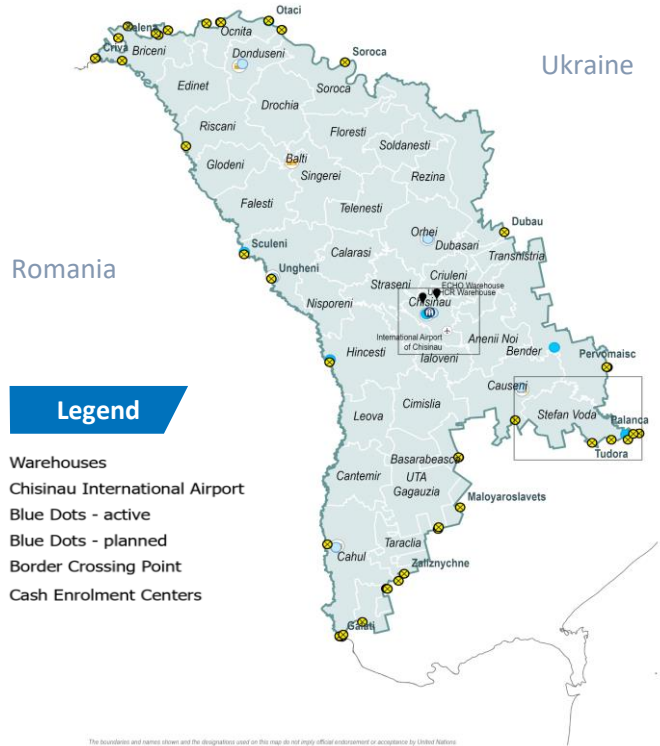 Otaci
Ocnita
Criva
Briceni
Donduseni
Soroca
Ukraine
Edinet
Soroca
Drochia
Riscani
Floresti
Soldanesti
Glodeni
Balti
Singerei
Rezina
Falesti
Telenesti
Orhei
Dubau
Sculeni
Calarasi
Dubasari
Transnistria
Romania
Ungheni
Straseni
Criuleni
ECHO Warehouse
UNHCR Warehouse
Nisporeni
Chisinau
International Airport
of Chisinau
Anenii Noi
Hincesti
Ialoveni
Bender
Pervomaisc
Causeni
Legend
Leova
Cimislia
Stefan Voda
Palanca
Tudora
Warehouses
Basarabeasca
Chisinau International Airport
Cantemir
UTA
Gagauzia
Blue Dots - active
Maloyaroslavets
Blue Dots - planned
Border Crossing Point
Cahul
Taraclia
Zaliznychne
Cash Enrolment Centers
Galati
The boundaries and names shown and the designations used on this map do not imply official endorsement or acceptance by United Nations